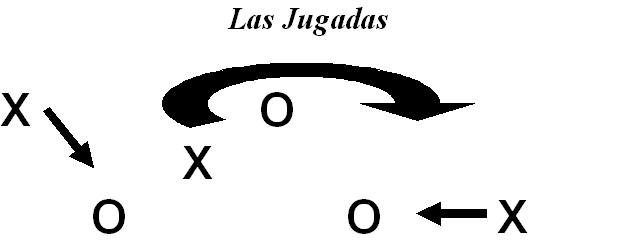 Las Jugadas
X O
X
O O X